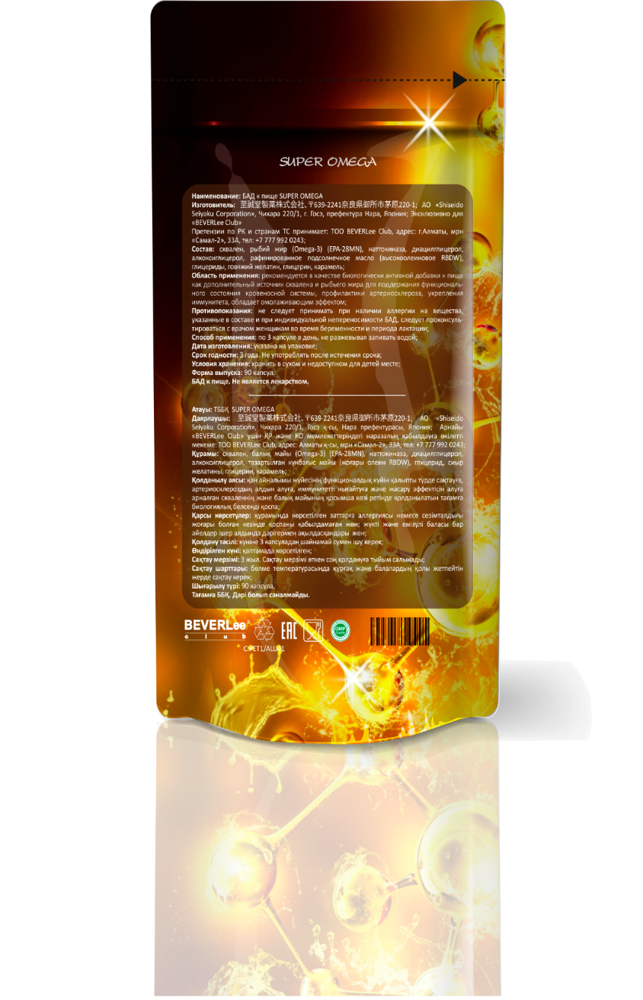 SUPER OMEGA
Наименование: БАД к пище SUPER OMEGA
Изготовитель: 至誠堂製薬株式会社、〒639-2241奈良県御所市茅原220-1; АО «Shiseido
Seiyaku Corporation», Чихара 220/1, г. Госэ, префектура Нара, Япония; Эксклюзивно для
«BEVERLee Club»
Претензии по РК и странам ТС принимает: ТОО BEVERLee Club, адрес: г.Алматы, мрн
«Самал-2», 33А, тел: +7 777 992 0243;
Состав: сквален, рыбий жир (Omega-3) (EPA-28MN), наттокиназа, диацилглицерол,
алкоксиглицерол, рафинированное подсолнечное масло (высокоолеиновое RBDW),
глицериды, говяжий желатин, глицерин, карамель;
Область применения: рекомендуется в качестве биологически активной добавки к пище
как дополнительный источник сквалена и рыбьего жира для поддержания функциональ-
ного состояния кровеносной системы, профилактики артериосклероза, укрепления
иммунитета, обладает омолаживающим эффектом;
Противопоказания: не следует принимать при наличии аллергии на вещества,
указанные в составе и при индивидуальной непереносимости БАД, следует проконсуль-
тироваться с врачом женщинам во время беременности и периода лактации;
Способ применения: по 3 капсуле в день, не разжевывая запивать водой;
Дата изготовления: указана на упаковке;
Срок годности: 3 года. Не употреблять после истечения срока;
Условия хранения: хранить в сухом и недоступном для детей месте;
Форма выпуска: 90 капсул.
БАД к пище. Не является лекарством.
Атауы: ТББҚ SUPER OMEGA
Даярлаушы: 至誠堂製薬株式会社、〒639-2241奈良県御所市茅原220-1; АО «Shiseido
Seiyaku Corporation», Чихара 220/1, Госэ қ-сы, Нара префектурасы, Япония; Арнайы
«BEVERLee Club» үшін ҚР және КО мемлекеттеріндегі наразалық қабылдауға өкілетті
мекеме: ТОО BEVERLee Club, адрес: Алматы қ-сы, мрн «Самал-2», 33А, тел: +7 777 992 0243;
Құрамы: сквален, балық майы (Omega-3) (EPA-28MN), наттокиназа, диацилглицерол,
алкоксиглицерол, тазартылған күнбағыс майы (жоғары олеин RBDW), глицерид, сиыр
желатины, глицерин, карамель;
Қолданылу аясы: қан айналымы жүйесінің функционалдық күйін қалыпты түрде сақтауға,
артериосклероздың алдын алуға, иммунитетті нығайтуға және жасару эффектісін алуға
арналған скваленнің және балық майының қосымша көзі ретінде қолданылатын тағамға
биологиялық белсенді қоспа;
Қарсы көрсетулер: құрамында көрсетілген заттарға аллергиясы немесе сезімталдығы
жоғары болған кезінде қоспаны қабылдамаған жөн; жүкті және емізулі баласы бар
әйелдер ішер алдында дәрігермен ақылдасқандары жөн;
Қолдану тәсілі: күніне 3 капсуладан шайнамай сумен ішу керек;
Өндірілген күні: қаптамада көрсетілген;
Сақтау мерзімі: 3 жыл. Сақтау мерзімі өткен соң қолдануға тыйым салынады;
Сақтау шарттары: бөлме температурасында құрғақ және балалардың қолы жетпейтін
жерде сақтау керек;
Шығарылу түрі: 90 капсула.
Тағамға ББҚ. Дәрі болып саналмайды.
BEVERLee
club
EAC
GMP
Quality
C/PET1/ALU41